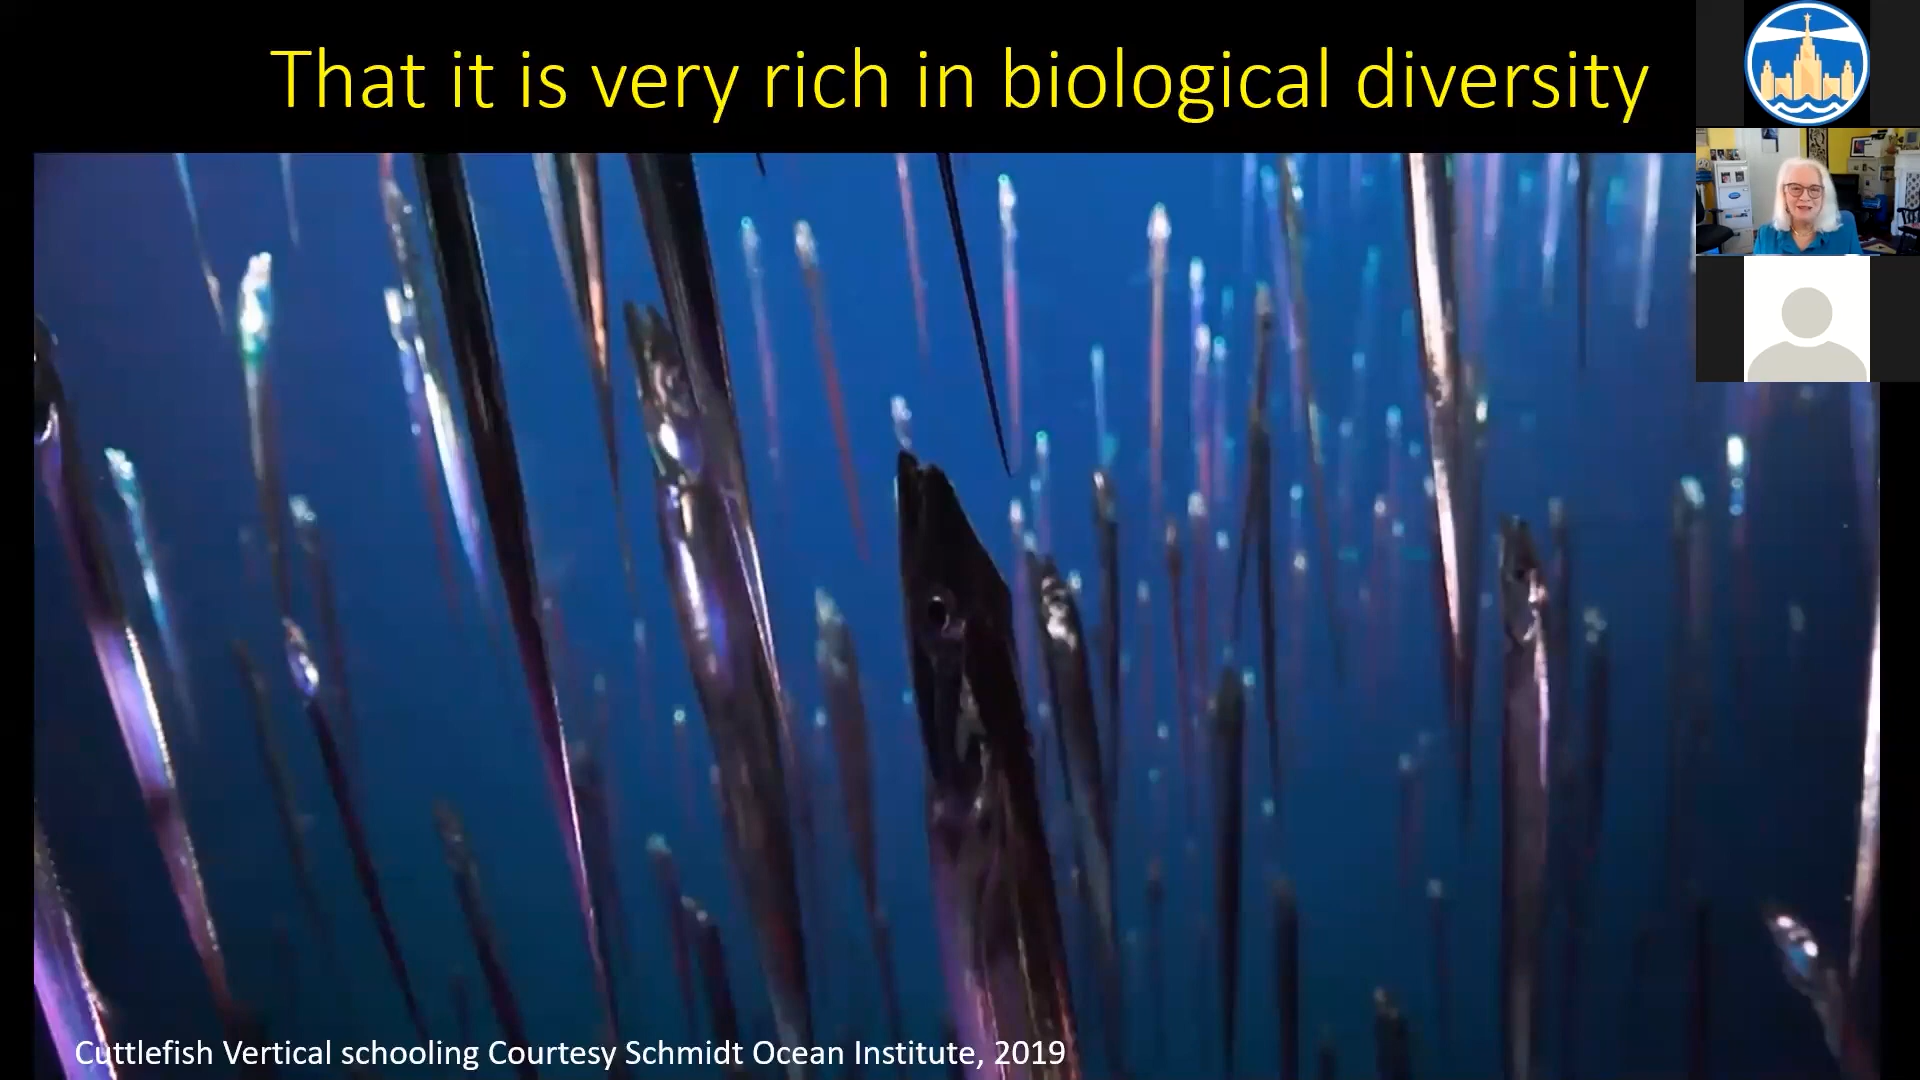 That it is very rich in biological diversity
Cuttlefish Vertical schooling Courtesy Schmidt Ocean Institute, 2019